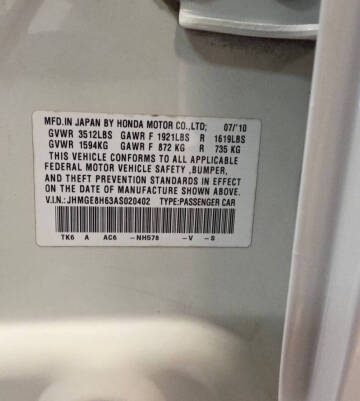 MFD.IN JAPAN BY HONDA MOTOR CO.,LTD; 07/'10
GVWR 3512LBS GAWR F 1921LBS R 1619LBS
GVWR 1594KG GAWR F 872 KG R 735 KG
THIS VEHICLE CONFORMS TO ALL APPLICABLE
FEDERAL MOTOR VEHICLE SAFETY ,BUMPER,
AND THEFT PREVENTION STANDARDS IN EFFECT
ON THE DATE OF MANUFACTURE SHOWN ABOVE.
V.I.N.: JHMGE8H63AS020402 TYPE:PASSENGER CAR
TK6 A AC6 -NH578 -V -S